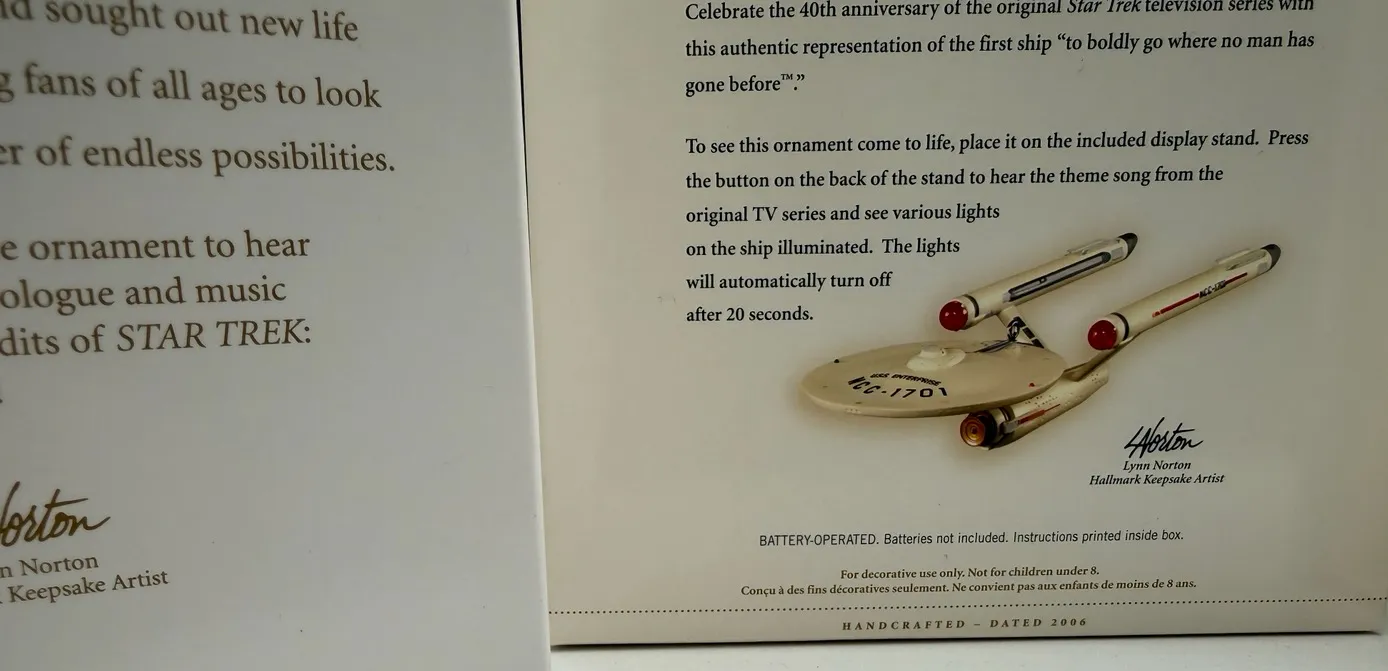 d sought out new life
g fans of all ages to look
er of endless possibilities.
e ornament to hear
ologue and music
dits of STAR TREK:
Norton
n Norton
Keepsake Artist
Celebrate the 40th anniversary of the original Star Trek television series with
this authentic representation of the first ship “to boldly go where no man has
gone before™.”
To see this ornament come to life, place it on the included display stand. Press
the button on the back of the stand to hear the theme song from the
original TV series and see various lights
on the ship illuminated. The lights
will automatically turn off
after 20 seconds.
NCC-1701
USS ENTERPRISE
NCC-1701
LNorton
Lynn Norton
Hallmark Keepsake Artist
BATTERY-OPERATED. Batteries not included. Instructions printed inside box.
For decorative use only. Not for children under 8.
Conçu à des fins décoratives seulement. Ne convient pas aux enfants de moins de 8 ans.
HANDCRAFTED – DATED 2006